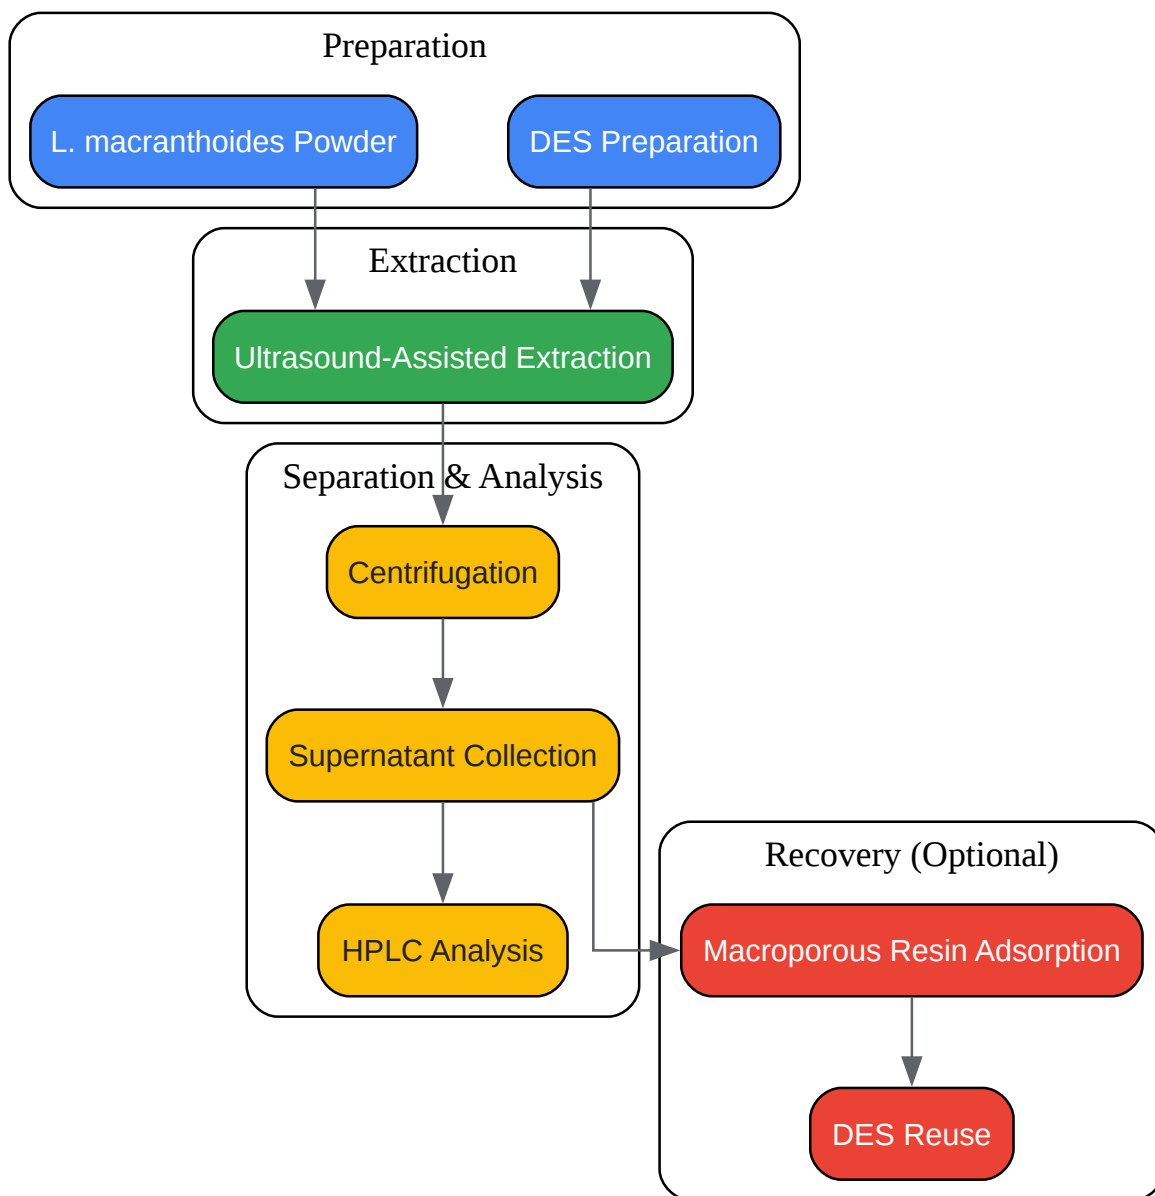 Preparation
L. macranthoides Powder
DES Preparation
Extraction
Ultrasound-Assisted Extraction
Separation & Analysis
Centrifugation
Supernatant Collection
HPLC Analysis
Recovery (Optional)
Macroporous Resin Adsorption
DES Reuse